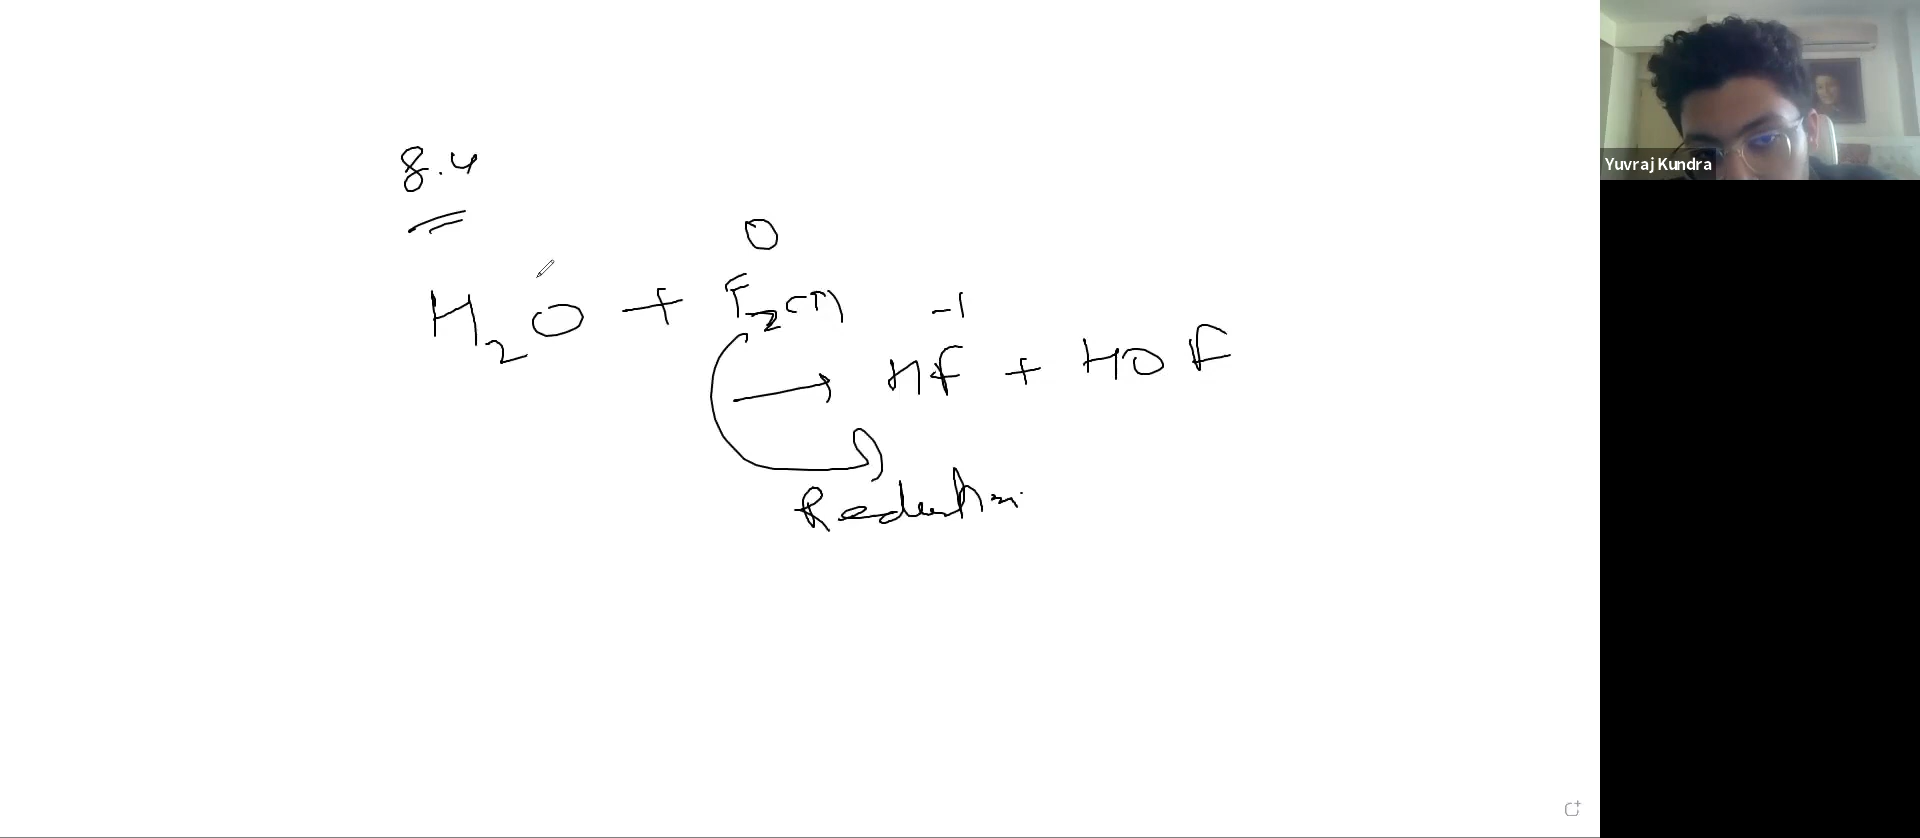 8.4
0
H2O + F2(g)
-1
→ HF + HOF
Reduction
Yuvraj Kundra